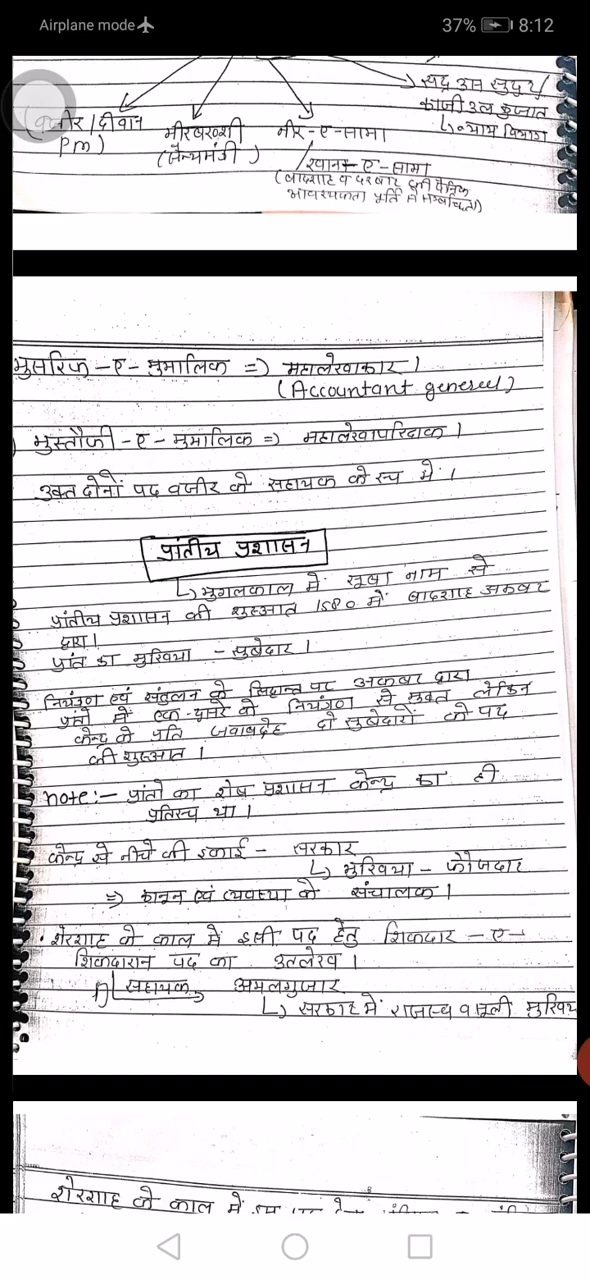 Airplane mode
37% 8:12
सद्र उस सुदूर/
काजी उल कुजात
न्याय विभाग
(वजीर/दीवान
Pm)
मीरबख्शी
(सैन्यमंत्री)
मीर-ए-सामा
खान-ए-सामा
(बादशाह व दरबार की दैनिक
आवश्यकता पूर्ति से सम्बंधित)
मुसरिफ-ए-मुमालिक => महालेखाकार।
(Accountant genereel)
मुस्तौफी-ए-मुमालिक => महालेखापरिक्षक।
उक्त दोनों पद वजीर के सहायक के रूप में।
प्रांतीय प्रशासन
मुगलकाल में सूबा नाम से
प्रांतीय प्रशासन की शुरुआत 1580 में बादशाह अकबर
द्वारा।
प्रांत का मुखिया - सुबेदार।
नियंत्रण एवं संतुलन के सिद्धान्त पर अकबर द्वारा
प्रांतो में एक-दूसरे के नियंत्रण से मुक्त लेकिन
केन्द्र के प्रति जवाबदेह दो सुबेदारों के पद
की शुरुआत।
note:- प्रांतों का शेष प्रशासन केन्द्र का ही
प्रतिरूप था।
केन्द्र से नीचे की इकाई - सरकार
मुखिया - फौजदार
=> कानून एवं व्यवस्था के संचालक।
• शेरशाह के काल में इसी पद हेतु शिकदार-ए-
शिकदारान पद का उल्लेख।
सहायक अमलगुजार
सरकार में राजस्व वसूली मुखिय
शेरशाह के काल में इस पद